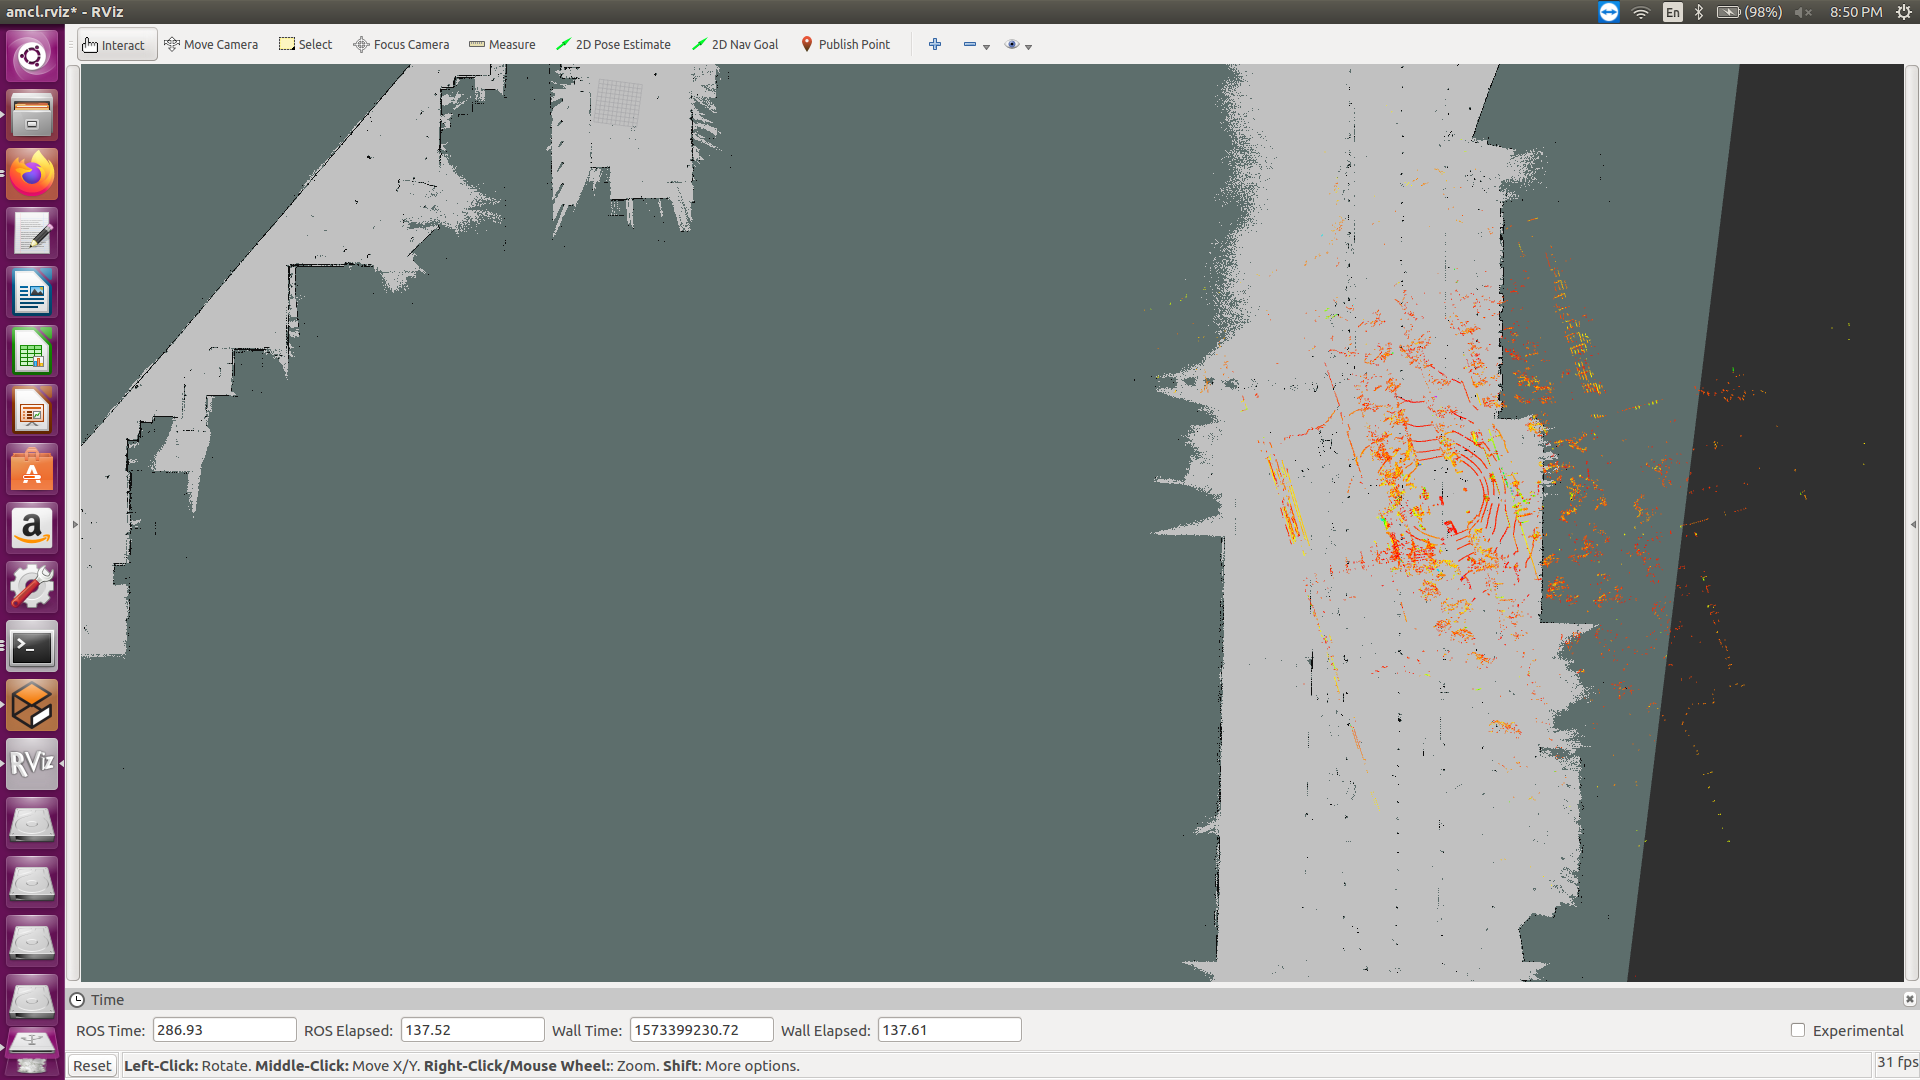 amcl.rviz* - RViz
En (98%) 8:50 PM
Interact Move Camera Select Focus Camera Measure 2D Pose Estimate 2D Nav Goal Publish Point
A
a
>_
RViz
Time
ROS Time: 286.93 ROS Elapsed: 137.52 Wall Time: 1573399230.72 Wall Elapsed: 137.61 Experimental
Reset Left-Click: Rotate. Middle-Click: Move X/Y. Right-Click/Mouse Wheel:: Zoom. Shift: More options. 31 fps